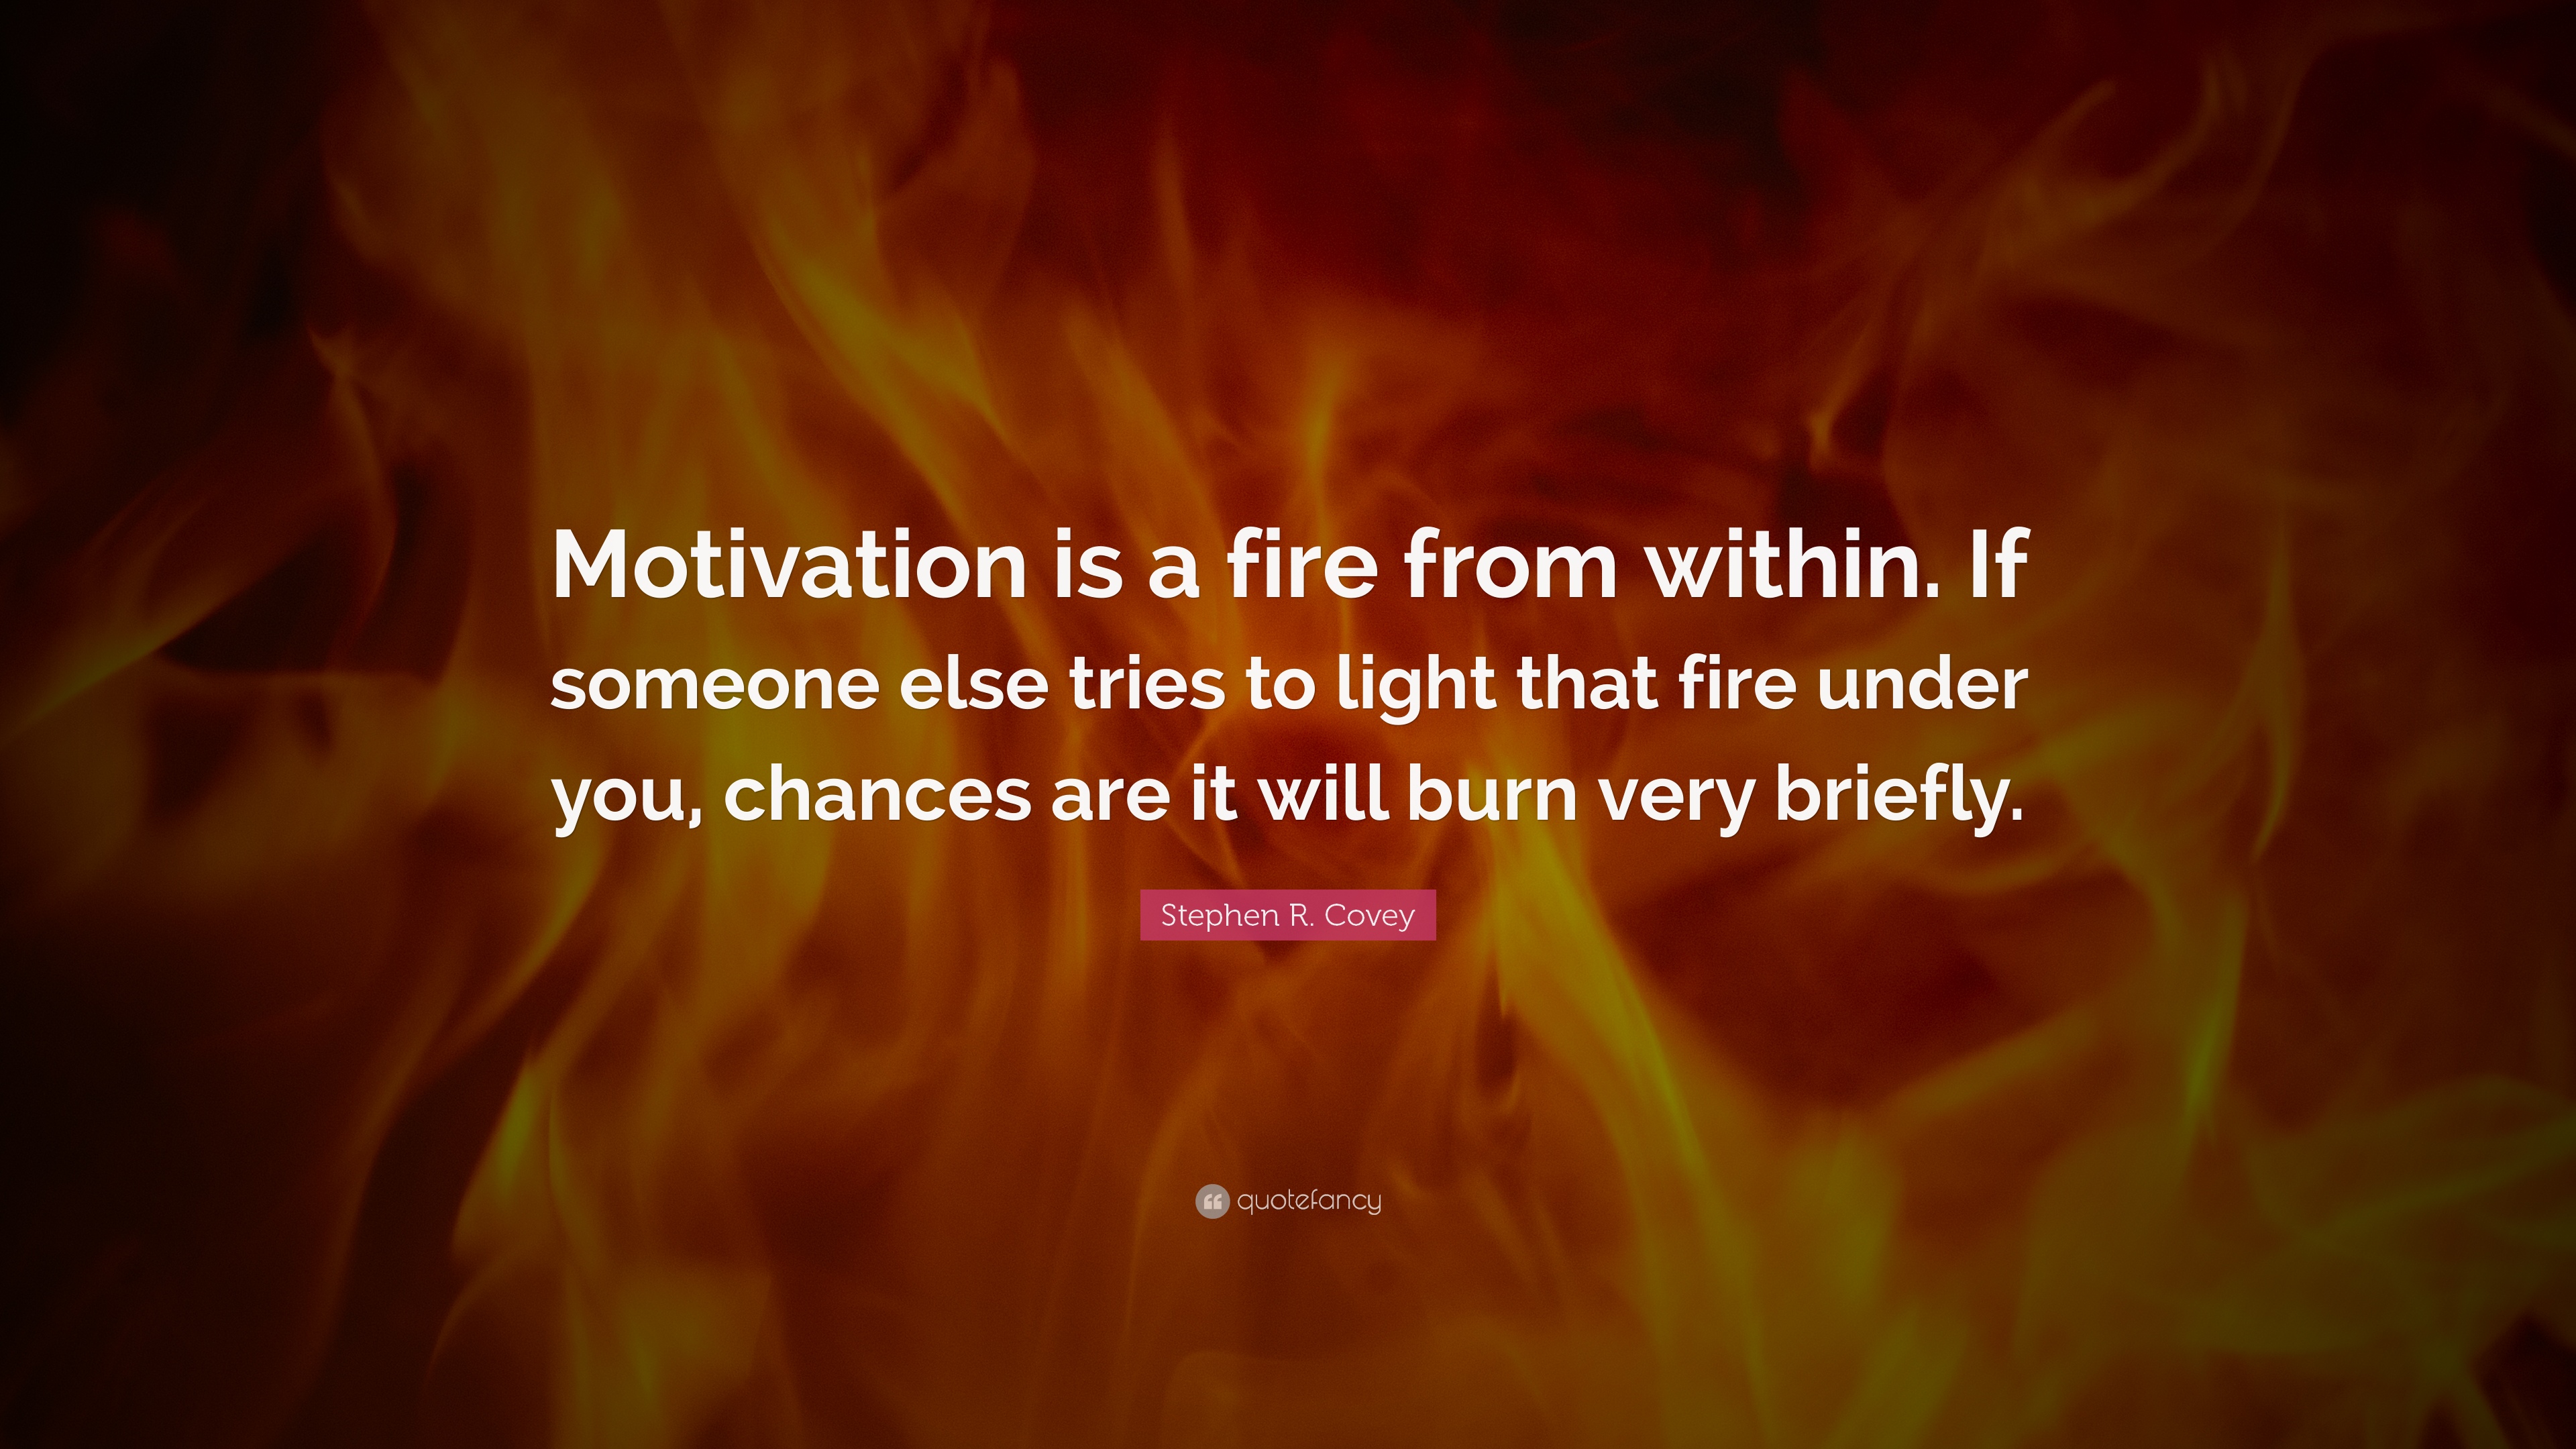 Motivation is a fire from within. If
someone else tries to light that fire under
you, chances are it will burn very briefly.
Stephen R. Covey
quotefancy